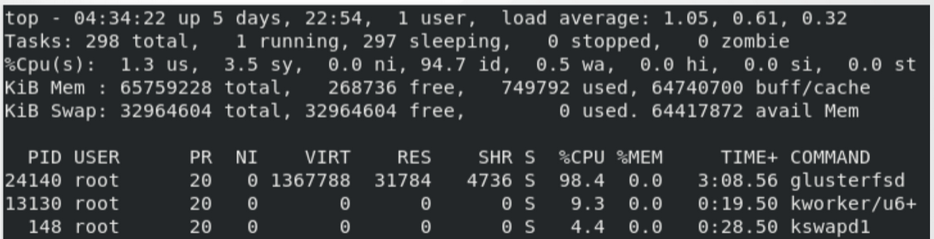 top - 04:34:22 up 5 days, 22:54,  1 user,  load average: 1.05, 0.61, 0.32
Tasks: 298 total,   1 running, 297 sleeping,   0 stopped,   0 zombie
%Cpu(s):  1.3 us,  3.5 sy,  0.0 ni, 94.7 id,  0.5 wa,  0.0 hi,  0.0 si,  0.0 st
KiB Mem : 65759228 total,   268736 free,   749792 used, 64740700 buff/cache
KiB Swap: 32964604 total, 32964604 free,        0 used. 64417872 avail Mem
  PID USER      PR  NI    VIRT    RES    SHR S  %CPU %MEM     TIME+ COMMAND
24140 root      20   0 1367788  31784   4736 S  98.4  0.0   3:08.56 glusterfsd
13130 root      20   0       0      0      0 S   9.3  0.0   0:19.50 kworker/u6+
  148 root      20   0       0      0      0 S   4.4  0.0   0:28.50 kswapd1